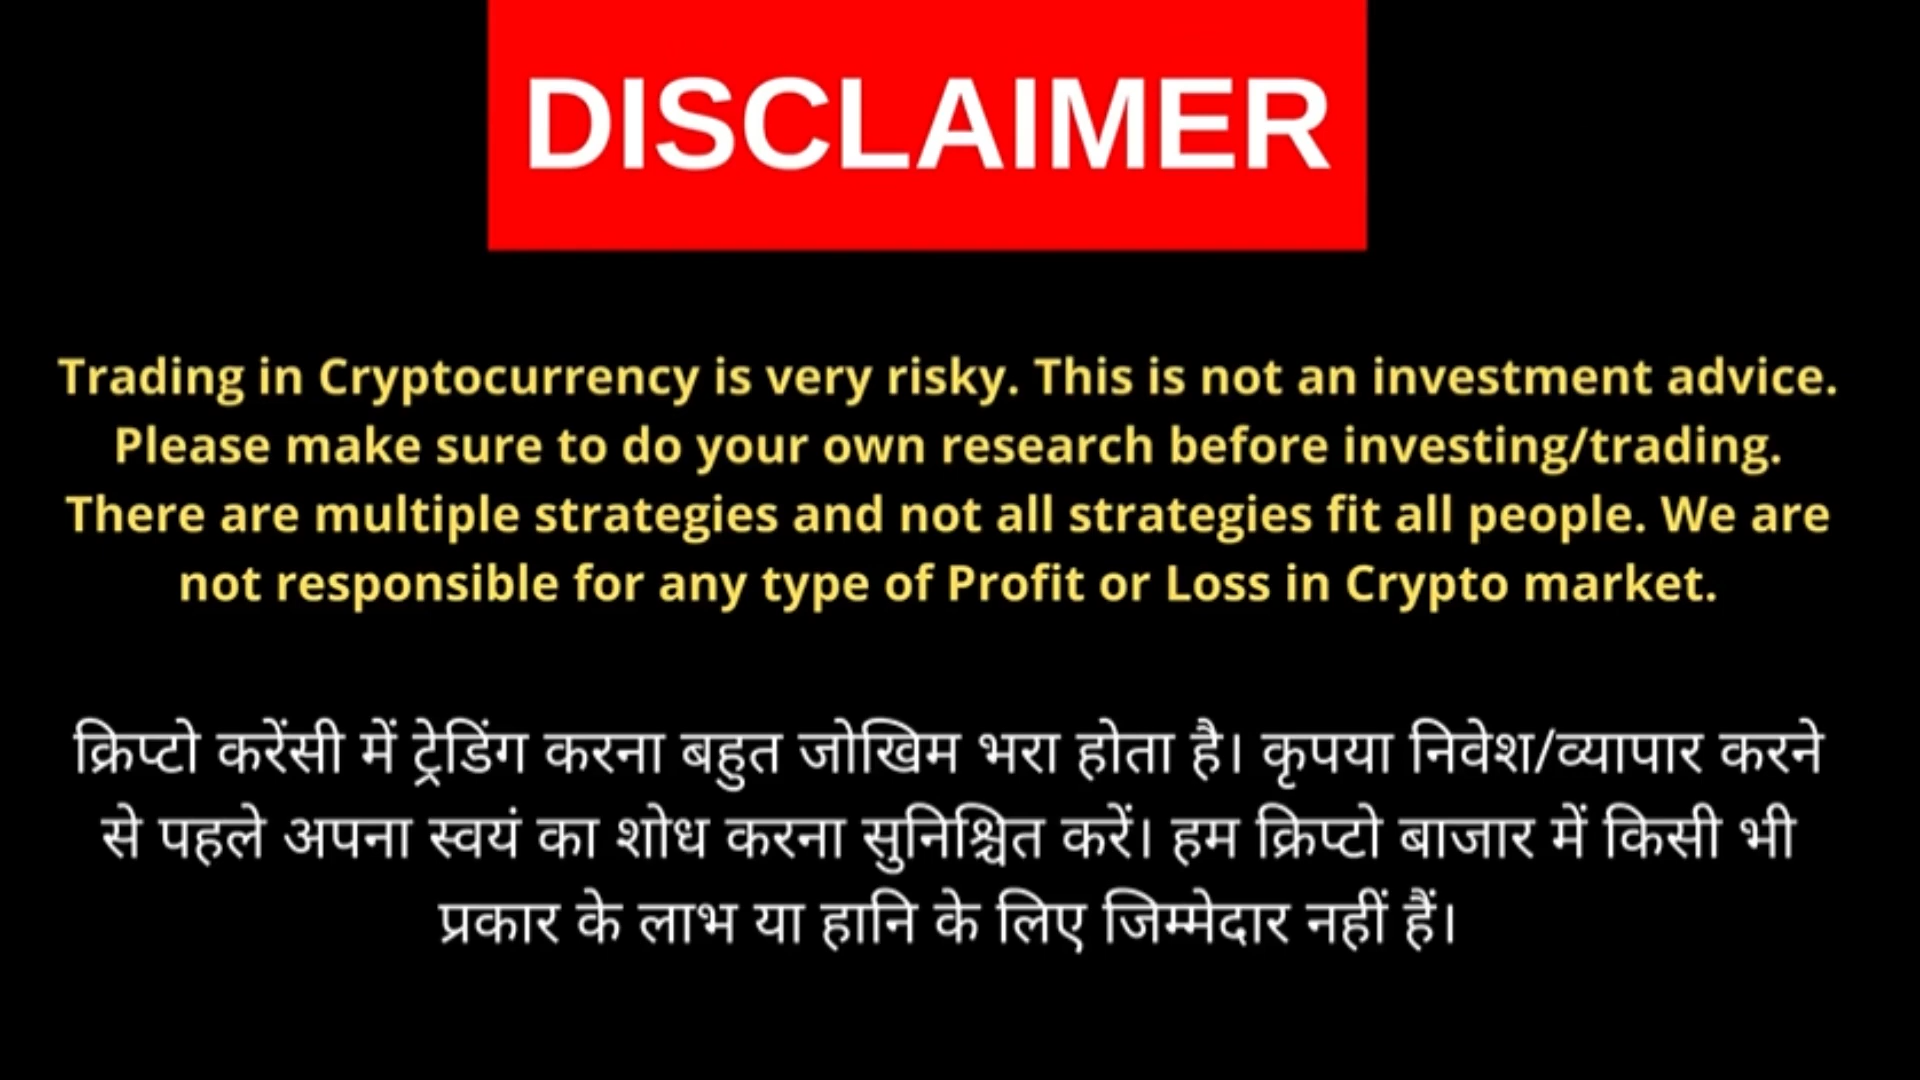 DISCLAIMER
Trading in Cryptocurrency is very risky. This is not an investment advice.
Please make sure to do your own research before investing/trading.
There are multiple strategies and not all strategies fit all people. We are
not responsible for any type of Profit or Loss in Crypto market.
क्रिप्टो करेंसी में ट्रेडिंग करना बहुत जोखिम भरा होता है। कृपया निवेश/व्यापार करने
से पहले अपना स्वयं का शोध करना सुनिश्चित करें। हम क्रिप्टो बाजार में किसी भी
प्रकार के लाभ या हानि के लिए जिम्मेदार नहीं हैं।